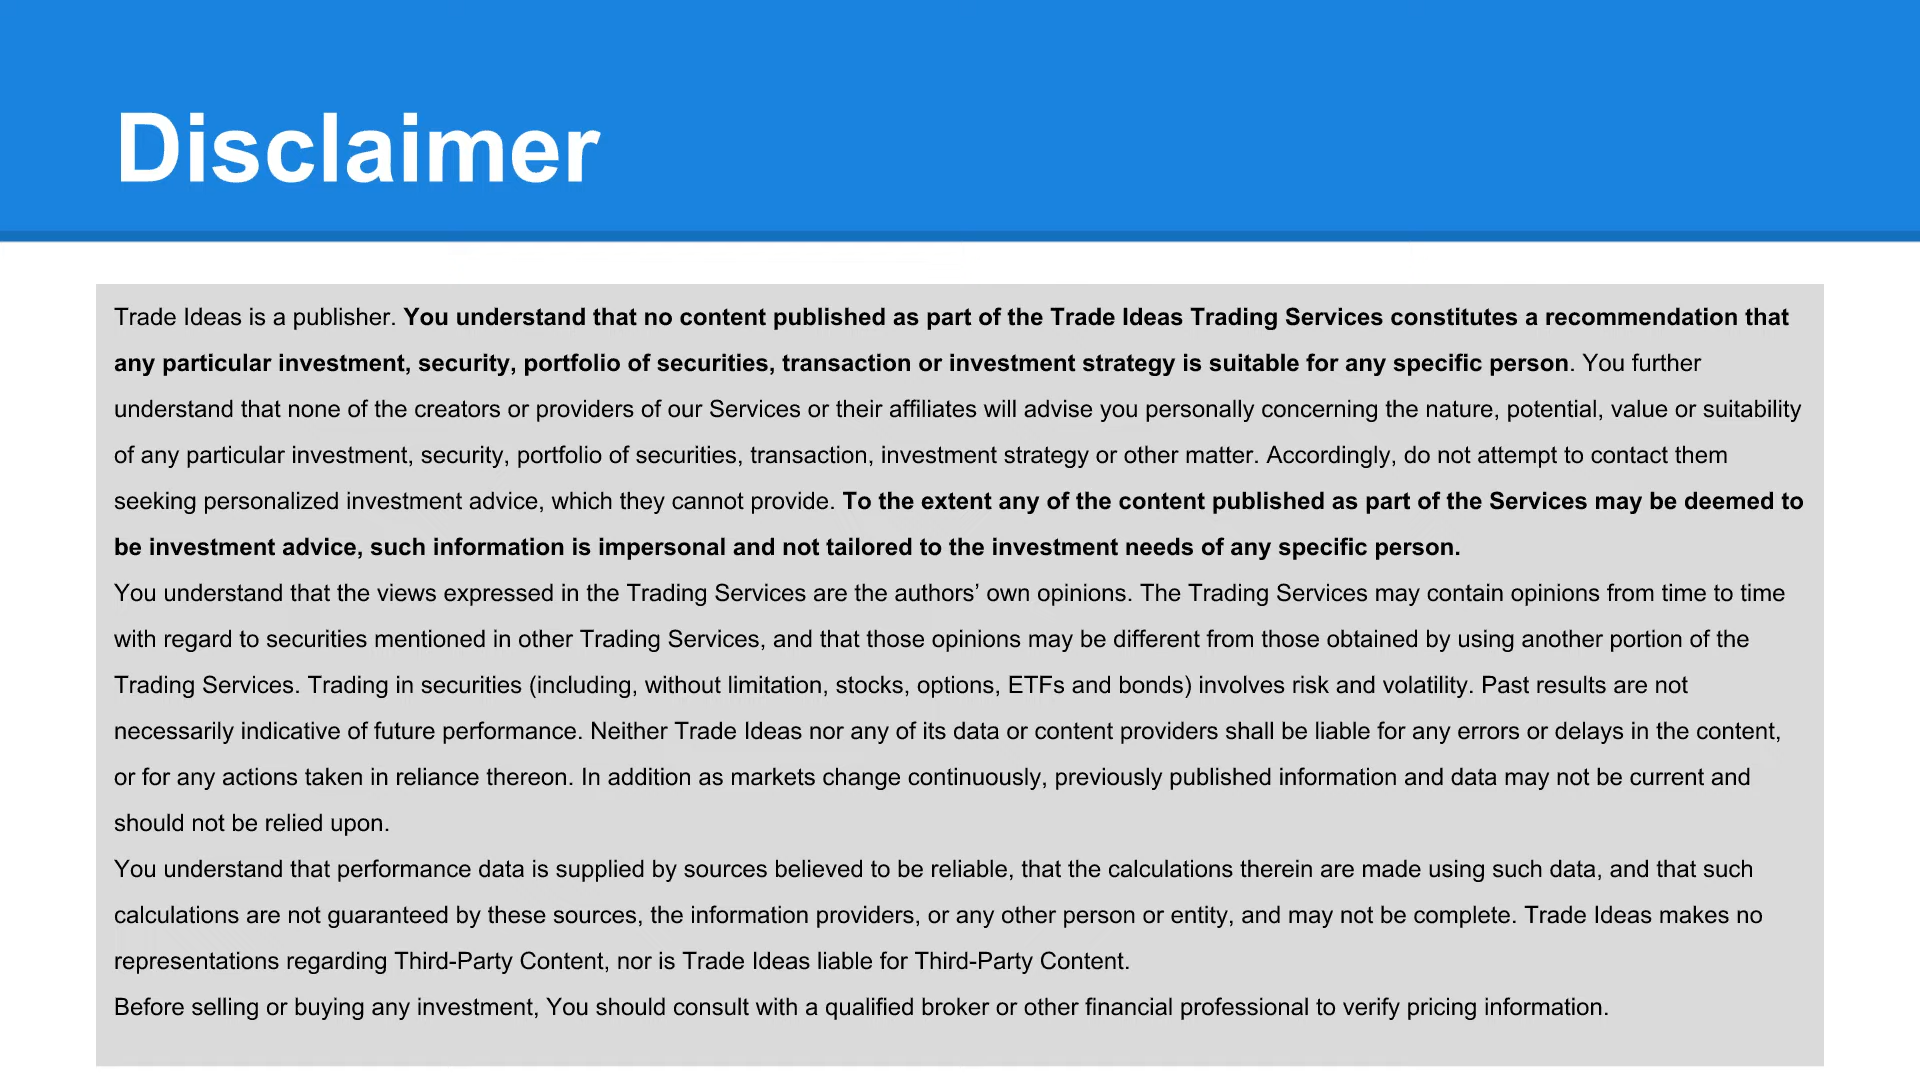 Disclaimer
Trade Ideas is a publisher. You understand that no content published as part of the Trade Ideas Trading Services constitutes a recommendation that
any particular investment, security, portfolio of securities, transaction or investment strategy is suitable for any specific person. You further
understand that none of the creators or providers of our Services or their affiliates will advise you personally concerning the nature, potential, value or suitability
of any particular investment, security, portfolio of securities, transaction, investment strategy or other matter. Accordingly, do not attempt to contact them
seeking personalized investment advice, which they cannot provide. To the extent any of the content published as part of the Services may be deemed to
be investment advice, such information is impersonal and not tailored to the investment needs of any specific person.
You understand that the views expressed in the Trading Services are the authors’ own opinions. The Trading Services may contain opinions from time to time
with regard to securities mentioned in other Trading Services, and that those opinions may be different from those obtained by using another portion of the
Trading Services. Trading in securities (including, without limitation, stocks, options, ETFs and bonds) involves risk and volatility. Past results are not
necessarily indicative of future performance. Neither Trade Ideas nor any of its data or content providers shall be liable for any errors or delays in the content,
or for any actions taken in reliance thereon. In addition as markets change continuously, previously published information and data may not be current and
should not be relied upon.
You understand that performance data is supplied by sources believed to be reliable, that the calculations therein are made using such data, and that such
calculations are not guaranteed by these sources, the information providers, or any other person or entity, and may not be complete. Trade Ideas makes no
representations regarding Third-Party Content, nor is Trade Ideas liable for Third-Party Content.
Before selling or buying any investment, You should consult with a qualified broker or other financial professional to verify pricing information.